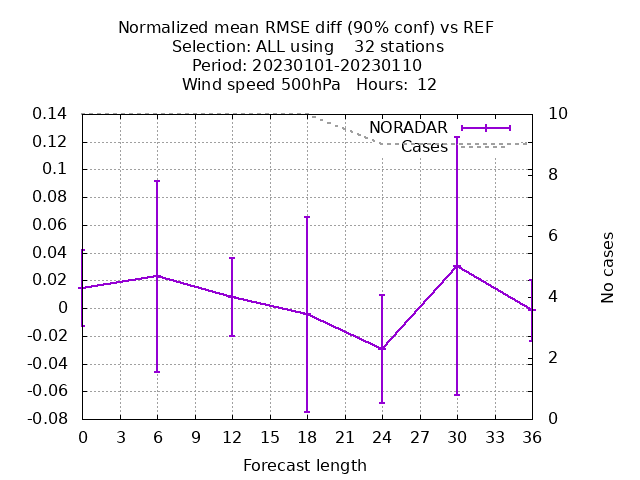 Normalized mean RMSE diff (90% conf) vs REF
Selection: ALL using    32 stations
Period: 20230101-20230110
Wind speed 500hPa   Hours:  12
0.14
0.12
0.1
0.08
0.06
0.04
0.02
0
-0.02
-0.04
-0.06
-0.08
NORADAR
Cases
10
8
6
4
2
0
No cases
0 3 6 9 12 15 18 21 24 27 30 33 36
Forecast length